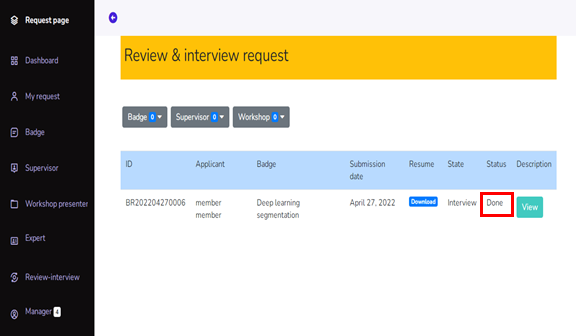 Request page
Dashboard
My request
Badge
Supervisor
Workshop presenter
Expert
Review-interview
Manager 4
Review & interview request
Badge 0 Supervisor 0 Workshop 0
ID Applicant Badge Submission date Resume State Status Description
BR202204270006 member member Deep learning segmentation April 27, 2022 Download Interview Done View